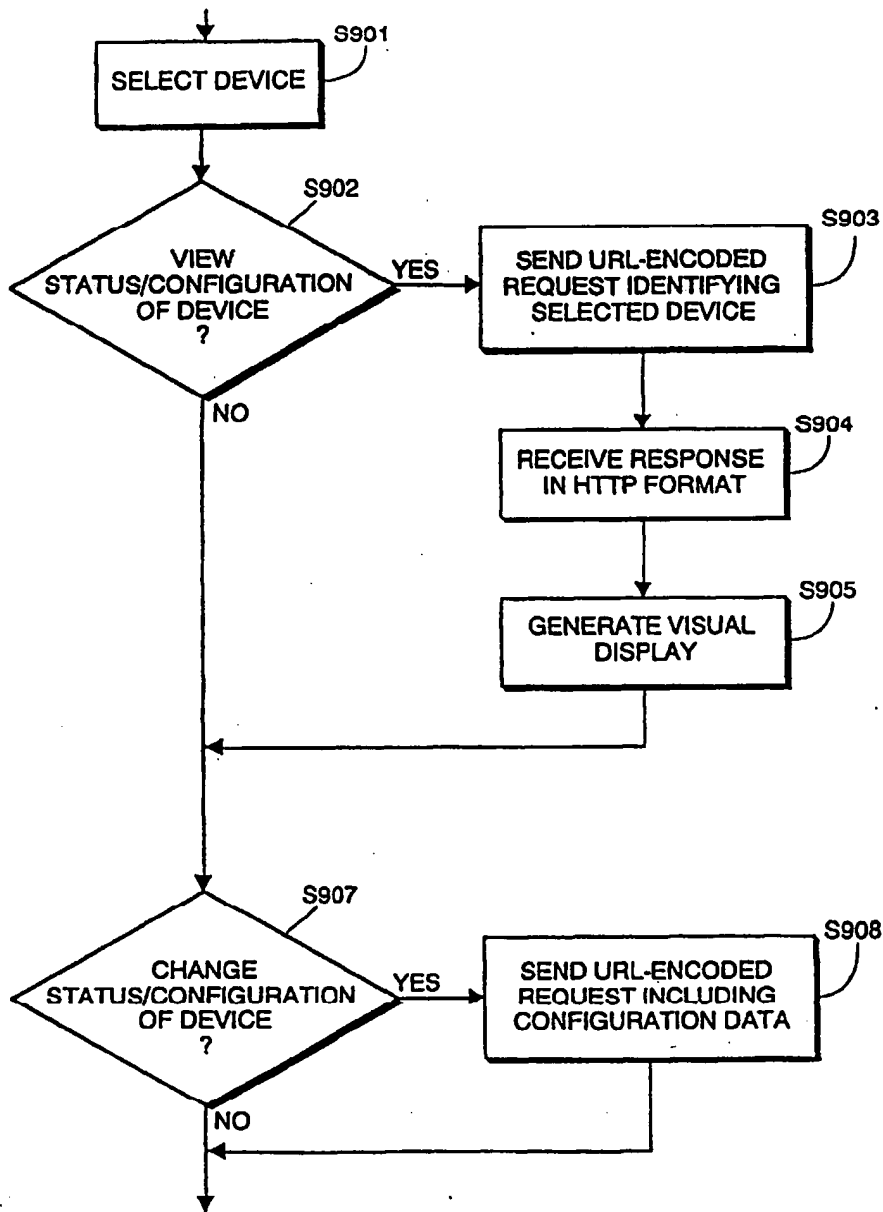 S901
SELECT DEVICE
S902
VIEW
STATUS/CONFIGURATION
OF DEVICE
?
YES
NO
S903
SEND URL-ENCODED
REQUEST IDENTIFYING
SELECTED DEVICE
S904
RECEIVE RESPONSE
IN HTTP FORMAT
S905
GENERATE VISUAL
DISPLAY
S907
CHANGE
STATUS/CONFIGURATION
OF DEVICE
?
YES
NO
S908
SEND URL-ENCODED
REQUEST INCLUDING
CONFIGURATION DATA